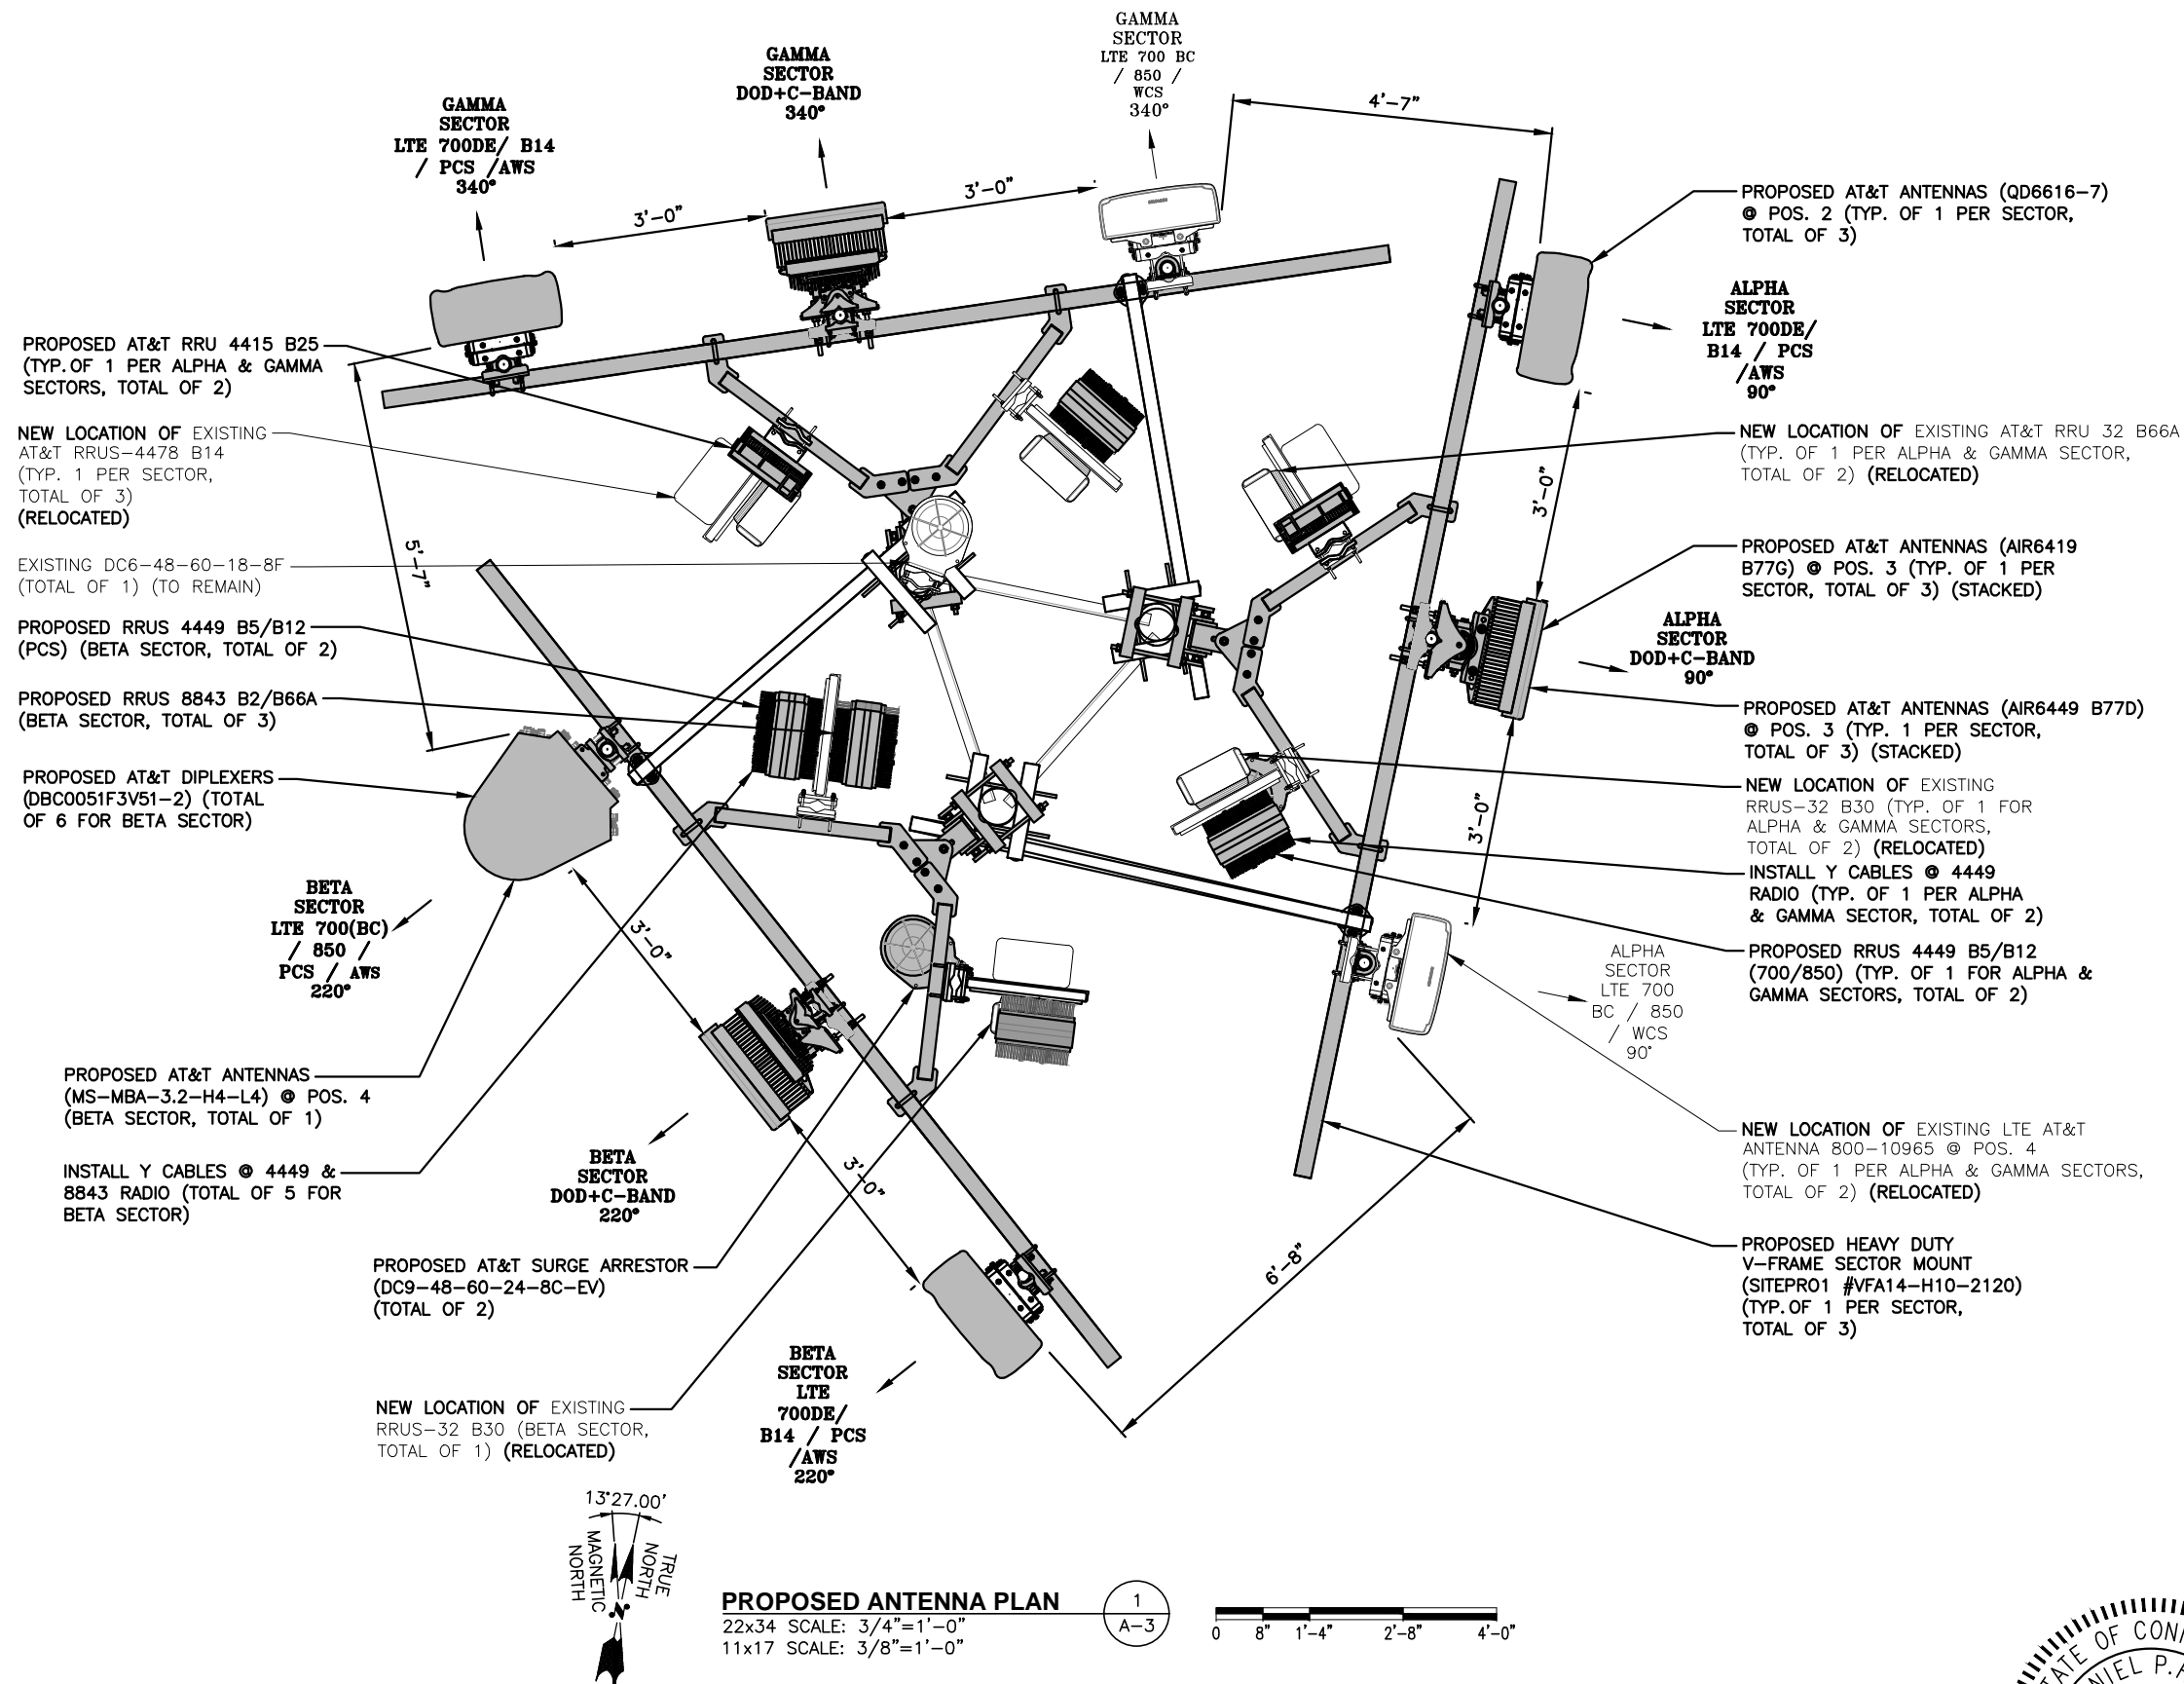 GAMMA
SECTOR
LTE 700 BC
/ 850 /
WCS
340°
GAMMA
SECTOR
DOD+C-BAND
340°
GAMMA
SECTOR
LTE 700DE/ B14
/ PCS /AWS
340°
4'-7"
3'-0"
3'-0"
PROPOSED AT&T RRU 4415 B25
(TYP.OF 1 PER ALPHA & GAMMA
SECTORS, TOTAL OF 2)
NEW LOCATION OF EXISTING
AT&T RRUS-4478 B14
(TYP. 1 PER SECTOR,
TOTAL OF 3)
(RELOCATED)
EXISTING DC6-48-60-18-8F
(TOTAL OF 1) (TO REMAIN)
PROPOSED RRUS 4449 B5/B12
(PCS) (BETA SECTOR, TOTAL OF 2)
PROPOSED RRUS 8843 B2/B66A
(BETA SECTOR, TOTAL OF 3)
PROPOSED AT&T DIPLEXERS
(DBC0051F3V51-2) (TOTAL
OF 6 FOR BETA SECTOR)
5'-7"
BETA
SECTOR
LTE 700(BC)
/ 850 /
PCS / AWS
220°
3'-0"
PROPOSED AT&T ANTENNAS
(MS-MBA-3.2-H4-L4) @ POS. 4
(BETA SECTOR, TOTAL OF 1)
INSTALL Y CABLES @ 4449 &
8843 RADIO (TOTAL OF 5 FOR
BETA SECTOR)
BETA
SECTOR
DOD+C-BAND
220°
3'-0"
PROPOSED AT&T SURGE ARRESTOR
(DC9-48-60-24-8C-EV)
(TOTAL OF 2)
NEW LOCATION OF EXISTING
RRUS-32 B30 (BETA SECTOR,
TOTAL OF 1) (RELOCATED)
BETA
SECTOR
LTE
700DE/
B14 / PCS
/AWS
220°
6'-8"
PROPOSED AT&T ANTENNAS (QD6616-7)
@ POS. 2 (TYP. OF 1 PER SECTOR,
TOTAL OF 3)
ALPHA
SECTOR
LTE 700DE/
B14 / PCS
/AWS
90°
NEW LOCATION OF EXISTING AT&T RRU 32 B66A
(TYP. OF 1 PER ALPHA & GAMMA SECTOR,
TOTAL OF 2) (RELOCATED)
3'-0"
PROPOSED AT&T ANTENNAS (AIR6419
B77G) @ POS. 3 (TYP. OF 1 PER
SECTOR, TOTAL OF 3) (STACKED)
ALPHA
SECTOR
DOD+C-BAND
90°
PROPOSED AT&T ANTENNAS (AIR6449 B77D)
@ POS. 3 (TYP. 1 PER SECTOR,
TOTAL OF 3) (STACKED)
3'-0"
NEW LOCATION OF EXISTING
RRUS-32 B30 (TYP. OF 1 FOR
ALPHA & GAMMA SECTORS,
TOTAL OF 2) (RELOCATED)
INSTALL Y CABLES @ 4449
RADIO (TYP. OF 1 PER ALPHA
& GAMMA SECTOR, TOTAL OF 2)
PROPOSED RRUS 4449 B5/B12
(700/850) (TYP. OF 1 FOR ALPHA &
GAMMA SECTORS, TOTAL OF 2)
ALPHA
SECTOR
LTE 700
BC / 850
/ WCS
90°
NEW LOCATION OF EXISTING LTE AT&T
ANTENNA 800-10965 @ POS. 4
(TYP. OF 1 PER ALPHA & GAMMA SECTORS,
TOTAL OF 2) (RELOCATED)
PROPOSED HEAVY DUTY
V-FRAME SECTOR MOUNT
(SITEPRO1 #VFA14-H10-2120)
(TYP.OF 1 PER SECTOR,
TOTAL OF 3)
13°27.00'
MAGNETIC
NORTH
TRUE
NORTH
N
PROPOSED ANTENNA PLAN
22x34 SCALE: 3/4"=1'-0"
11x17 SCALE: 3/8"=1'-0"
1
A-3
0 8" 1'-4" 2'-8" 4'-0"
OF
P.